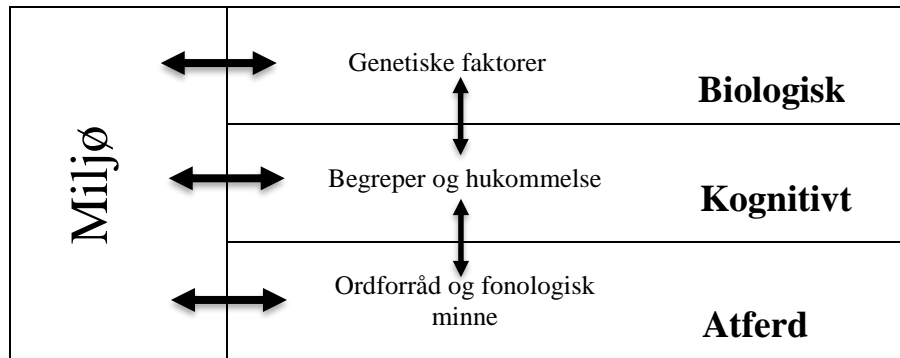 Miljø
Genetiske faktorer
Biologisk
Begreper og hukommelse
Kognitivt
Ordforråd og fonologisk
minne
Atferd